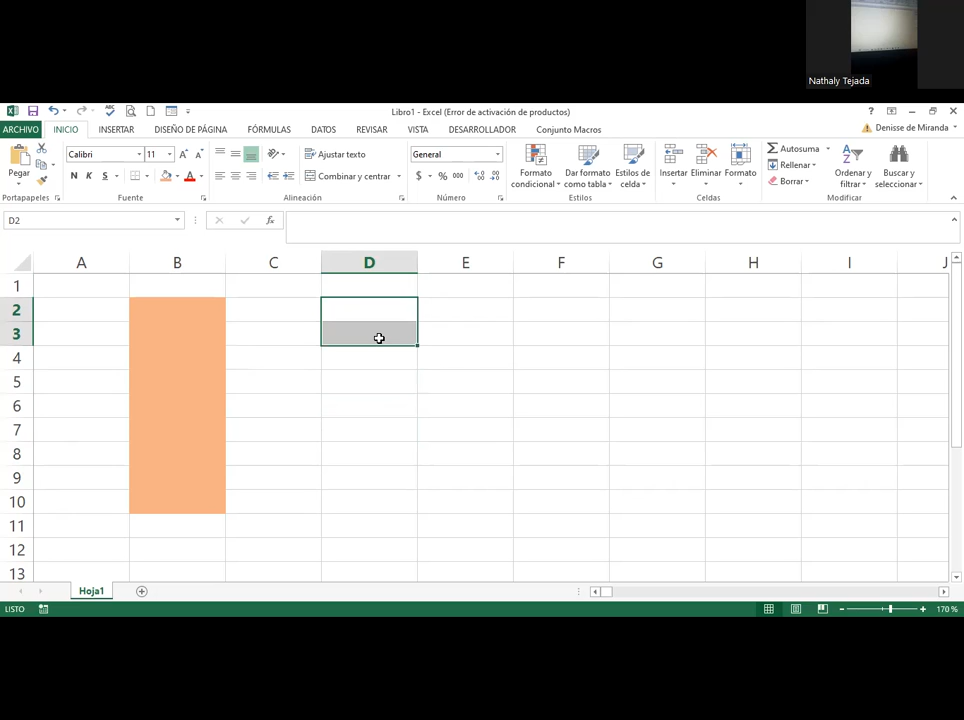 Nathaly Tejada
Libro1 - Excel (Error de activación de productos)
ARCHIVO INICIO INSERTAR DISEÑO DE PÁGINA FÓRMULAS DATOS REVISAR VISTA DESARROLLADOR Conjunto Macros Denisse de Miranda
Pegar
Calibri 11
N K S
Ajustar texto
Combinar y centrar
General
$ % 000
Formato condicional
Dar formato como tabla
Estilos de celda
Insertar Eliminar Formato
Autosuma
Rellenar
Borrar
Ordenar y filtrar
Buscar y seleccionar
Portapapeles Fuente Alineación Número Estilos Celdas Modificar
D2 fx
A B C D E F G H I J
1
2
3
4
5
6
7
8
9
10
11
12
13
Hoja1
LISTO 170 %